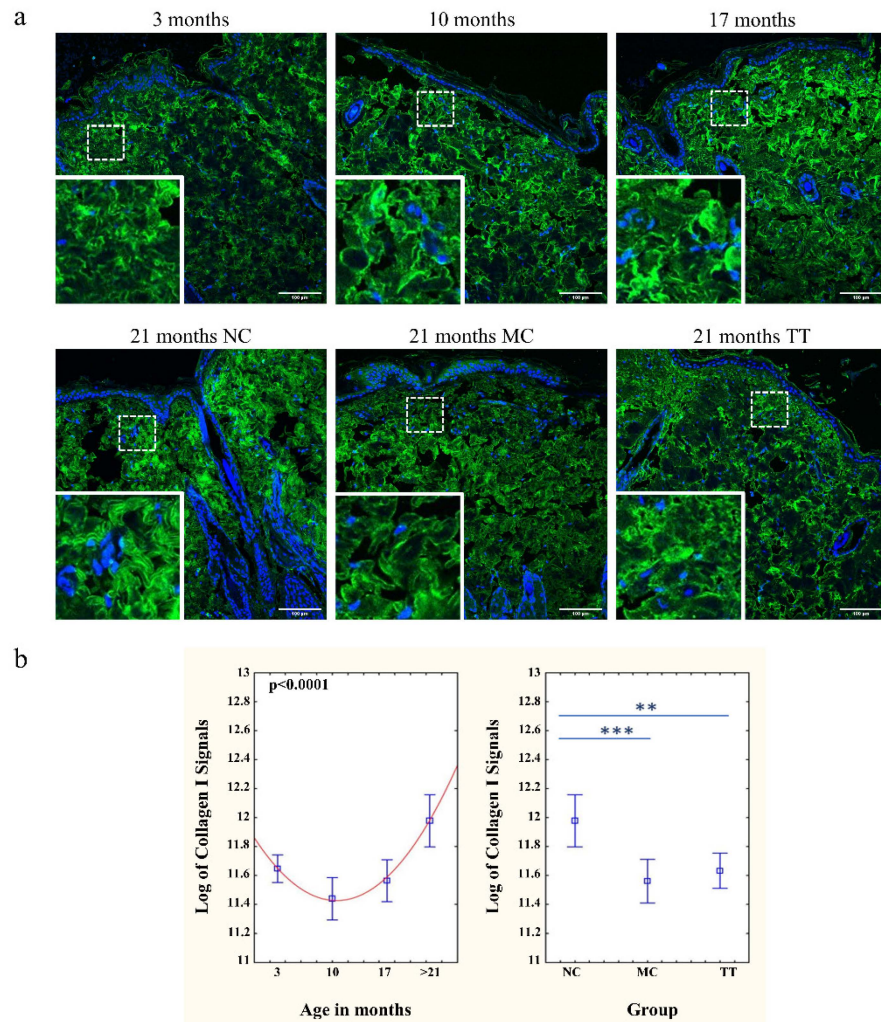 a
3 months 10 months 17 months
100 µm 100 µm 100 µm
21 months NC 21 months MC 21 months TT
100 µm 100 µm 100 µm
b
p<0.0001
Log of Collagen I Signals
13
12.8
12.6
12.4
12.2
12
11.8
11.6
11.4
11.2
11
3 10 17 >21
Age in months
Log of Collagen I Signals
13
12.8
12.6
12.4
12.2
12
11.8
11.6
11.4
11.2
11
**
***
NC MC TT
Group